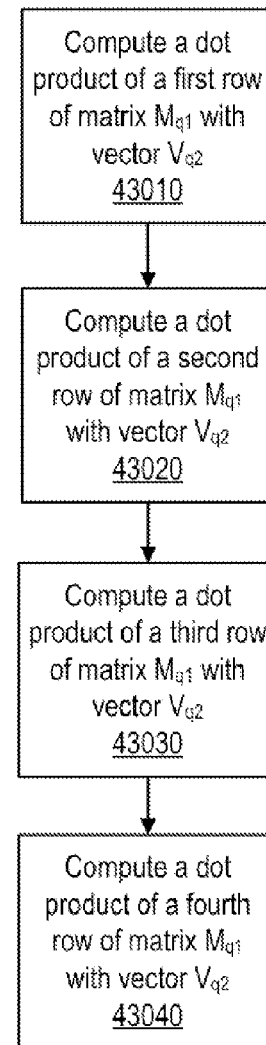 Compute a dot
product of a first row
of matrix Mq1 with
vector Vq2
43010
Compute a dot
product of a second
row of matrix Mq1
with vector Vq2
43020
Compute a dot
product of a third row
of matrix Mq1 with
vector Vq2
43030
Compute a dot
product of a fourth
row of matrix Mq1
with vector Vq2
43040